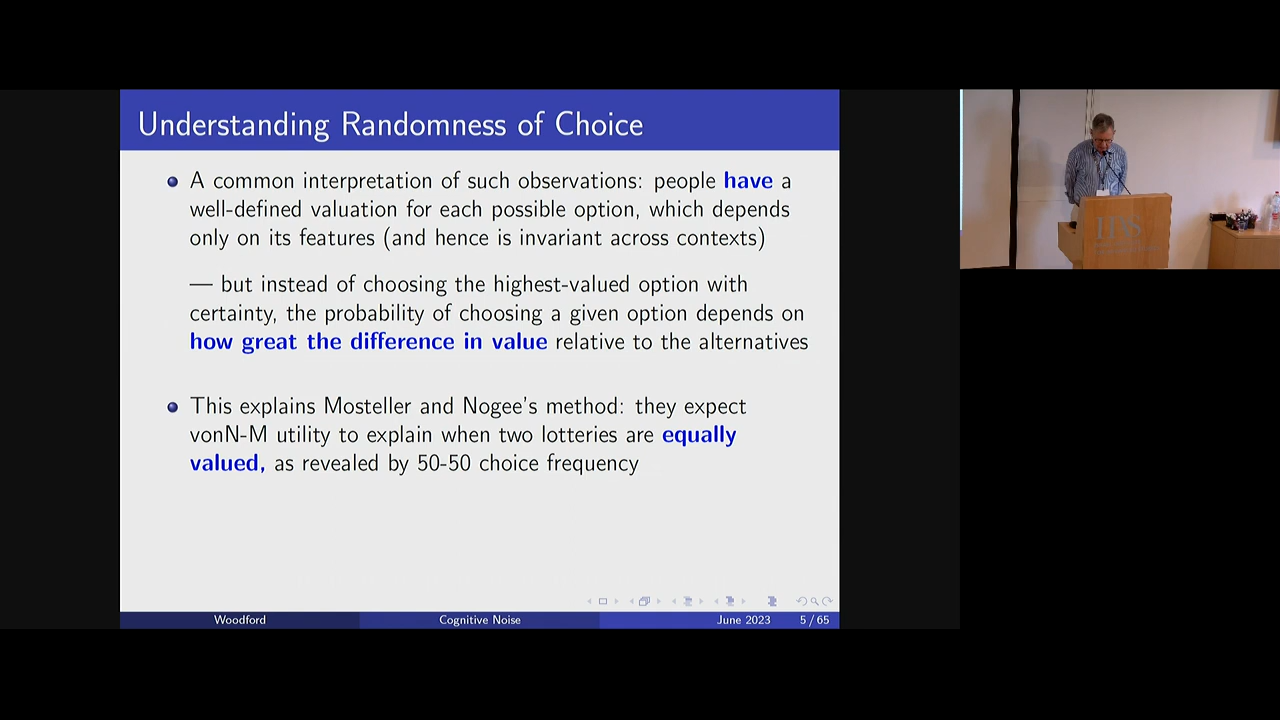 Understanding Randomness of Choice
A common interpretation of such observations: people have a
well-defined valuation for each possible option, which depends
only on its features (and hence is invariant across contexts)
— but instead of choosing the highest-valued option with
certainty, the probability of choosing a given option depends on
how great the difference in value relative to the alternatives
This explains Mosteller and Nogee's method: they expect
vonN-M utility to explain when two lotteries are equally
valued, as revealed by 50-50 choice frequency
Woodford
Cognitive Noise
June 2023
5 / 65